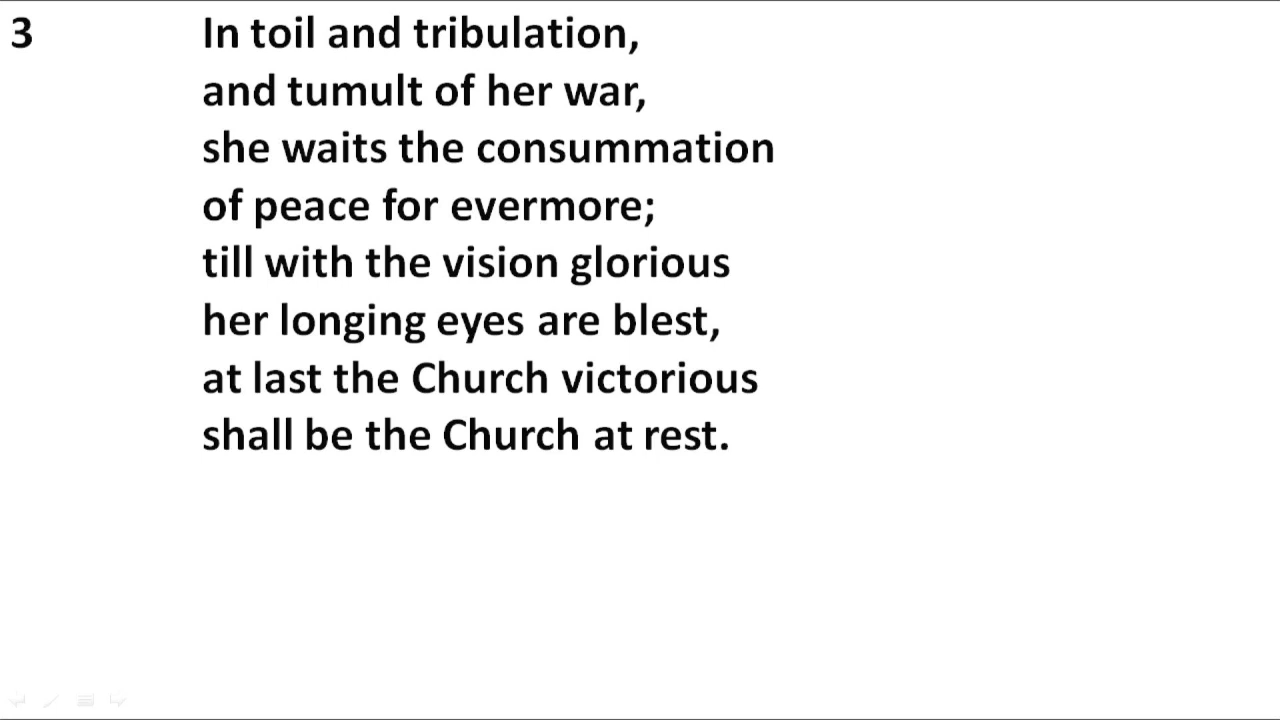 3 In toil and tribulation,
and tumult of her war,
she waits the consummation
of peace for evermore;
till with the vision glorious
her longing eyes are blest,
at last the Church victorious
shall be the Church at rest.